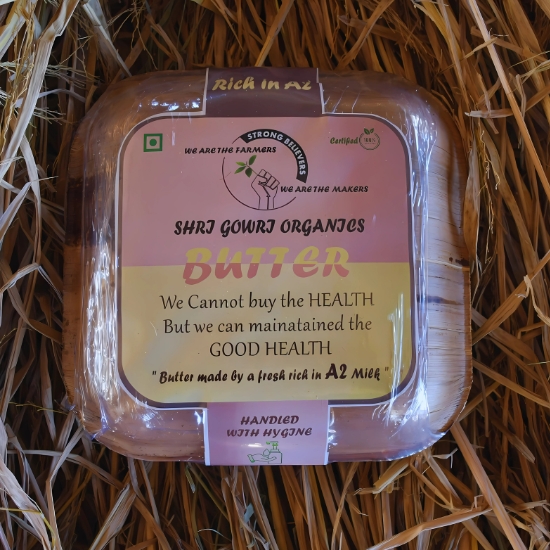 Rich in A2
STRONG BELIEVERS
Certified
100%
WE ARE THE FARMERS
WE ARE THE MAKERS
SHRI GOWRI ORGANICS
BUTTER
We Cannot buy the HEALTH
But we can mainatained the
GOOD HEALTH
" Butter made by a fresh rich in A2 Milk "
HANDLED
WITH HYGINE